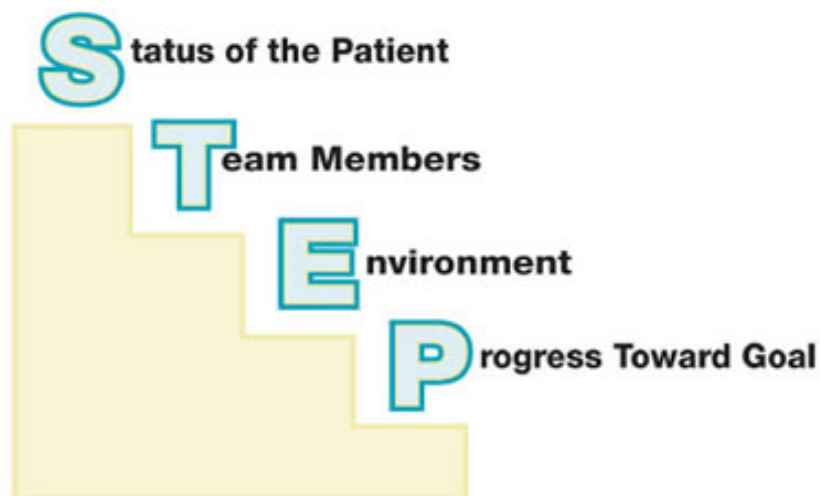 Status of the Patient
Team Members
Environment
Progress Toward Goal